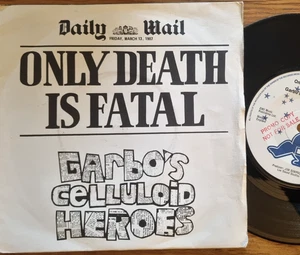 Daily Mail
FRIDAY, MARCH 13, 1987
ONLY DEATH
IS FATAL
GARBO'S
CELLULOID
HEROES
PROMO COPY
NOT FOR SALE